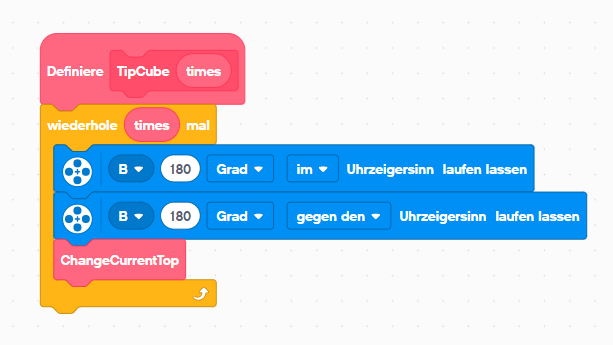 Definiere TipCube times
wiederhole times mal
B 180 Grad im Uhrzeigersinn laufen lassen
B 180 Grad gegen den Uhrzeigersinn laufen lassen
ChangeCurrentTop